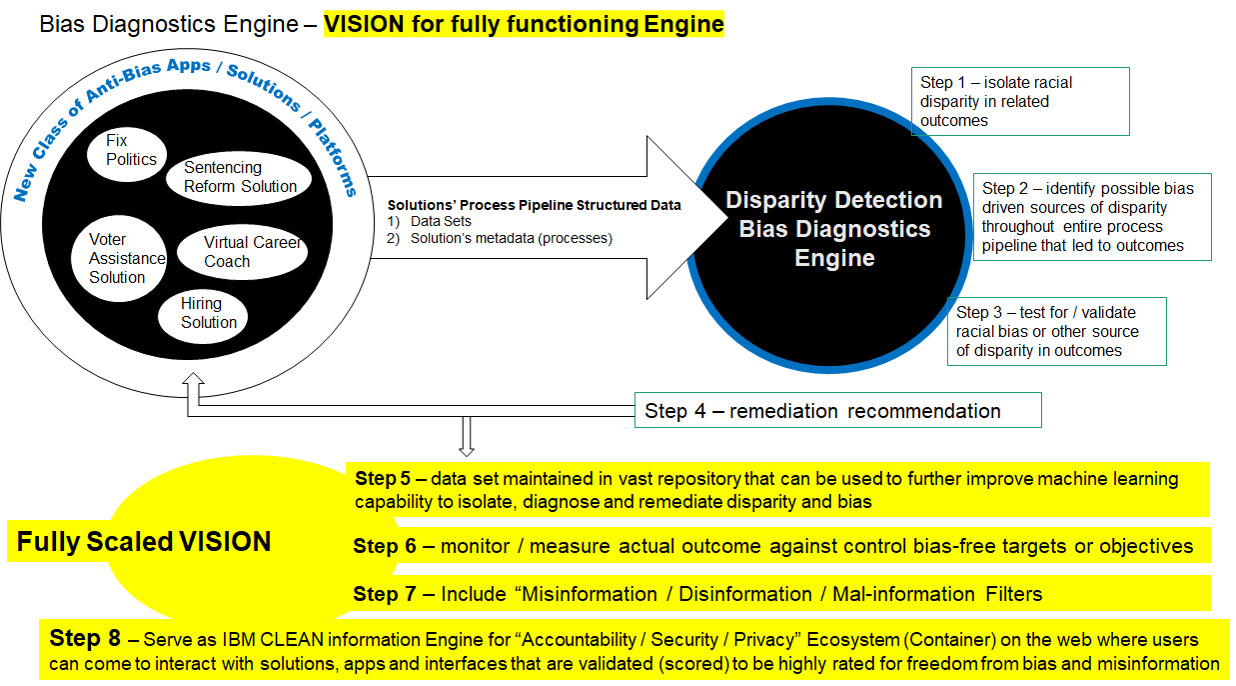 Bias Diagnostics Engine – VISION for fully functioning Engine
New Class of Anti-Bias Apps / Solutions / Platforms
Fix
Politics
Sentencing
Reform Solution
Voter
Assistance
Solution
Virtual Career
Coach
Hiring
Solution
Solutions’ Process Pipeline Structured Data
1) Data Sets
2) Solution’s metadata (processes)
Disparity Detection
Bias Diagnostics
Engine
Step 1 – isolate racial
disparity in related
outcomes
Step 2 – identify possible bias
driven sources of disparity
throughout entire process
pipeline that led to outcomes
Step 3 – test for / validate
racial bias or other source
of disparity in outcomes
Step 4 – remediation recommendation
Fully Scaled VISION
Step 5 – data set maintained in vast repository that can be used to further improve machine learning
capability to isolate, diagnose and remediate disparity and bias
Step 6 – monitor / measure actual outcome against control bias-free targets or objectives
Step 7 – Include “Misinformation / Disinformation / Mal-information Filters
Step 8 – Serve as IBM CLEAN information Engine for “Accountability / Security / Privacy” Ecosystem (Container) on the web where users
can come to interact with solutions, apps and interfaces that are validated (scored) to be highly rated for freedom from bias and misinformation